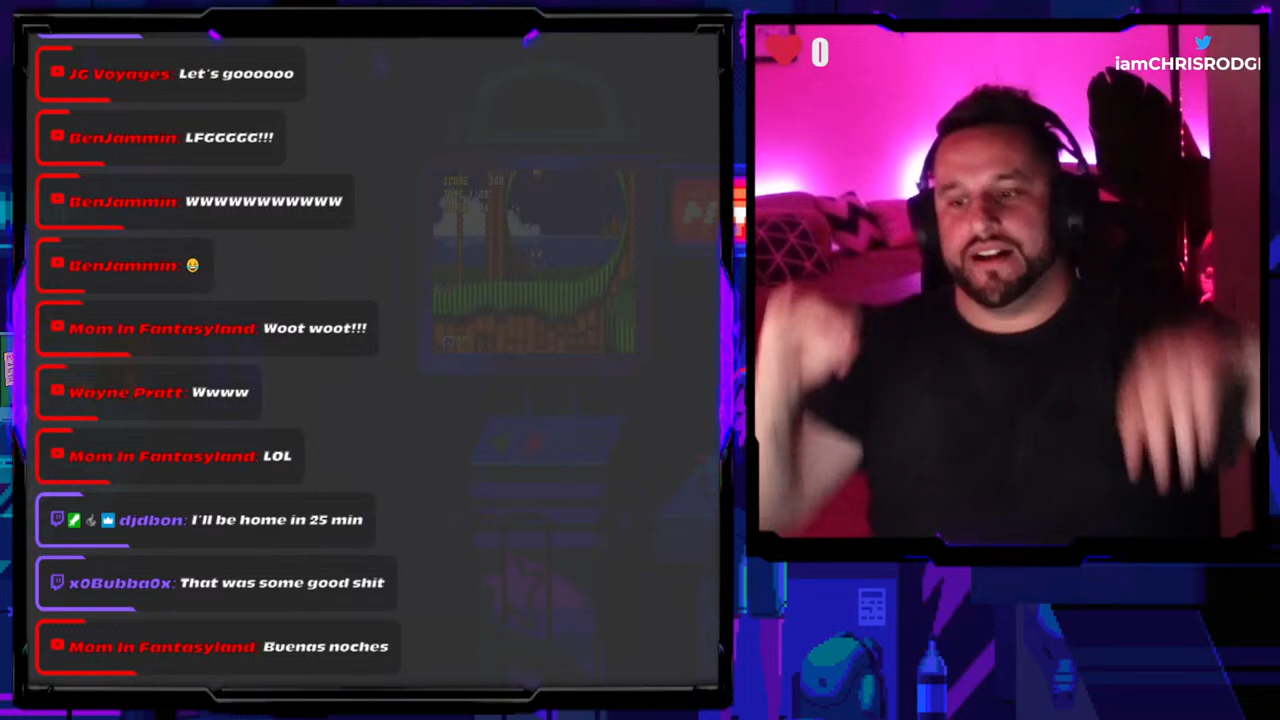 JG Voyages: Let's goooooo
BenJammin: LFGGGGG!!!
BenJammin: WWWWWWWWWWW
BenJammin: 😂
Mom In Fantasyland: Woot woot!!!
Wayne Pratt: Wwww
Mom In Fantasyland: LOL
djdbon: I'll be home in 25 min
x0Bubba0x: That was some good shit
Mom In Fantasyland: Buenas noches
SCORE
0
iamCHRISRODG